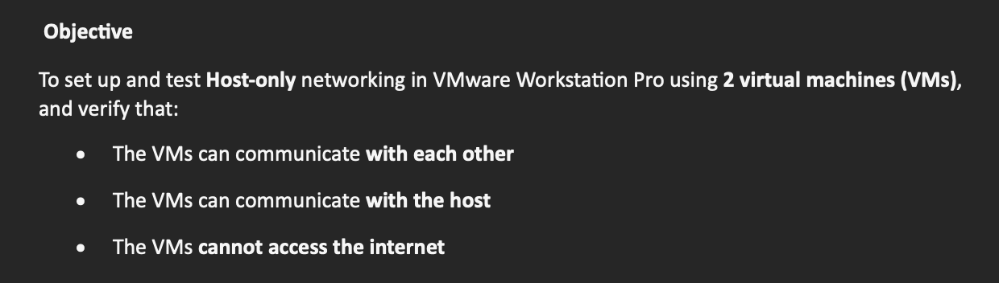 Objective
To set up and test Host-only networking in VMware Workstation Pro using 2 virtual machines (VMs),
and verify that:
• The VMs can communicate with each other
• The VMs can communicate with the host
• The VMs cannot access the internet